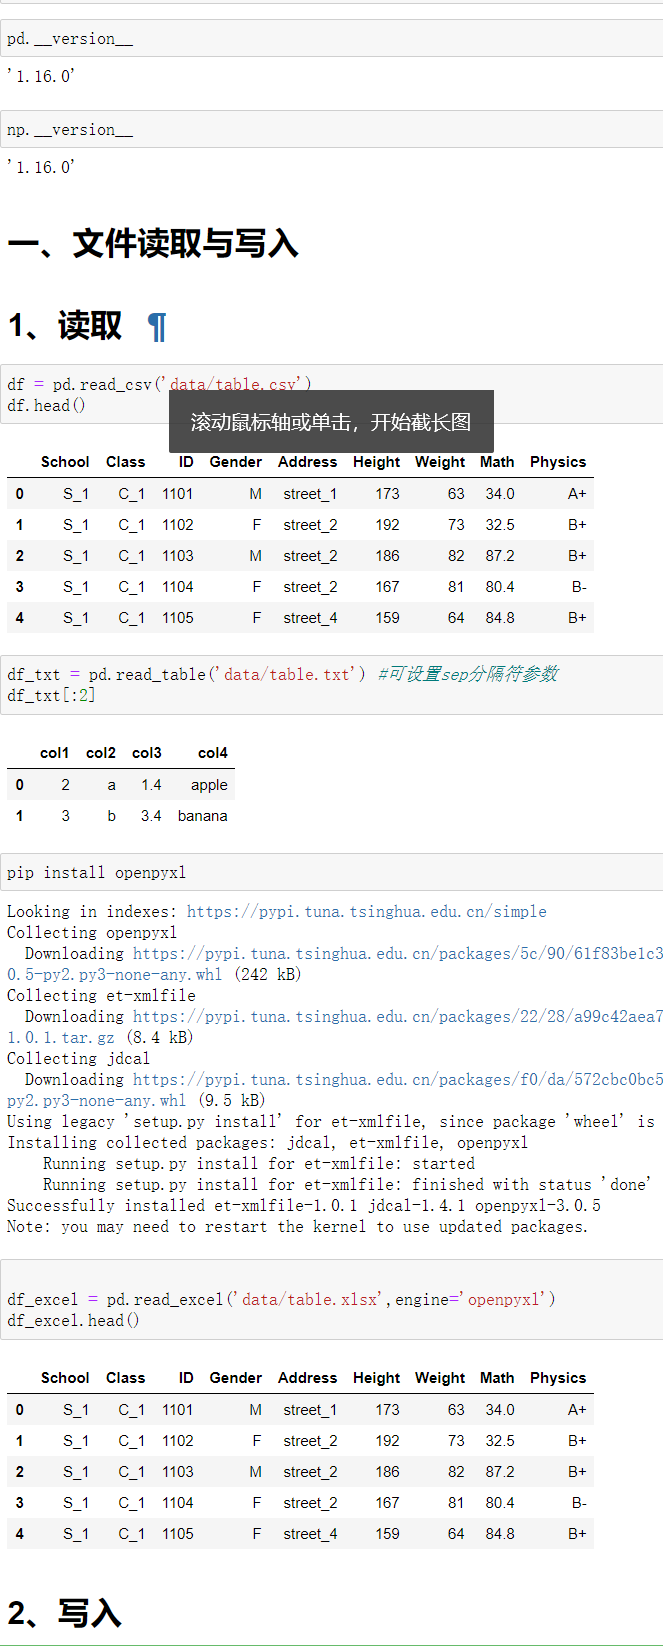 pd.__version__
'1.16.0'
np.__version__
'1.16.0'
一、文件读取与写入
1、读取 ¶
df = pd.read_csv('data/table.csv')
df.head()
滚动鼠标轴或单击，开始截长图
School Class ID Gender Address Height Weight Math Physics
0 S_1 C_1 1101 M street_1 173 63 34.0 A+
1 S_1 C_1 1102 F street_2 192 73 32.5 B+
2 S_1 C_1 1103 M street_2 186 82 87.2 B+
3 S_1 C_1 1104 F street_2 167 81 80.4 B-
4 S_1 C_1 1105 F street_4 159 64 84.8 B+
df_txt = pd.read_table('data/table.txt') #可设置sep分隔符参数
df_txt[:2]
col1 col2 col3 col4
0 2 a 1.4 apple
1 3 b 3.4 banana
pip install openpyxl
Looking in indexes: https://pypi.tuna.tsinghua.edu.cn/simple
Collecting openpyxl
Downloading https://pypi.tuna.tsinghua.edu.cn/packages/5c/90/61f83be1c3
0.5-py2.py3-none-any.whl (242 kB)
Collecting et-xmlfile
Downloading https://pypi.tuna.tsinghua.edu.cn/packages/22/28/a99c42aea7
1.0.1.tar.gz (8.4 kB)
Collecting jdcal
Downloading https://pypi.tuna.tsinghua.edu.cn/packages/f0/da/572cbc0bc5
py2.py3-none-any.whl (9.5 kB)
Using legacy 'setup.py install' for et-xmlfile, since package 'wheel' is
Installing collected packages: jdcal, et-xmlfile, openpyxl
Running setup.py install for et-xmlfile: started
Running setup.py install for et-xmlfile: finished with status 'done'
Successfully installed et-xmlfile-1.0.1 jdcal-1.4.1 openpyxl-3.0.5
Note: you may need to restart the kernel to use updated packages.
df_excel = pd.read_excel('data/table.xlsx',engine='openpyxl')
df_excel.head()
School Class ID Gender Address Height Weight Math Physics
0 S_1 C_1 1101 M street_1 173 63 34.0 A+
1 S_1 C_1 1102 F street_2 192 73 32.5 B+
2 S_1 C_1 1103 M street_2 186 82 87.2 B+
3 S_1 C_1 1104 F street_2 167 81 80.4 B-
4 S_1 C_1 1105 F street_4 159 64 84.8 B+
2、写入